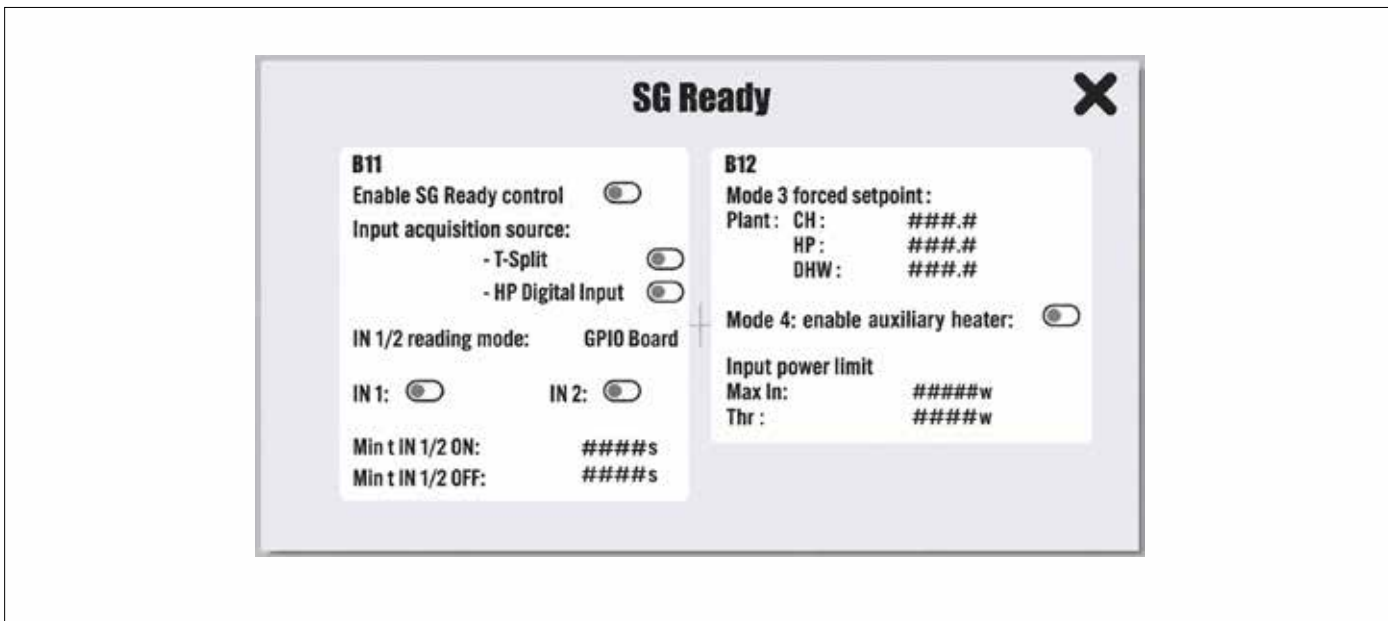 SG Ready
B11
Enable SG Ready control
Input acquisition source:
- T-Split
- HP Digital Input
IN 1/2 reading mode: GPIO Board
IN 1: IN 2:
Min t IN 1/2 ON: ####s
Min t IN 1/2 OFF: ####s
B12
Mode 3 forced setpoint:
Plant: CH: ###.#
HP: ###.#
DHW: ###.#
Mode 4: enable auxiliary heater:
Input power limit
Max In: #####w
Thr : ####w